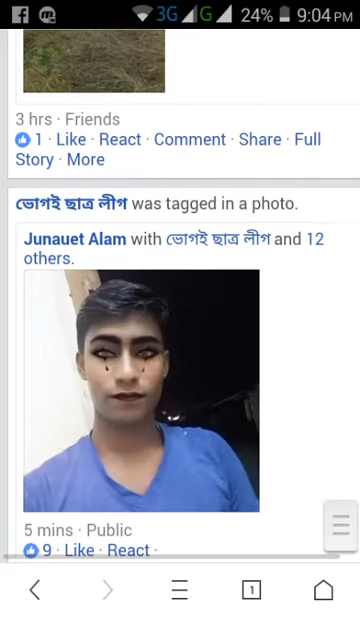 3G G 24% 9:04 PM
3 hrs · Friends
1 · Like · React · Comment · Share · Full
Story · More
ভোগই ছাত্র লীগ was tagged in a photo.
Junauet Alam with ভোগই ছাত্র লীগ and 12
others.
5 mins · Public
9 · Like · React ·
1